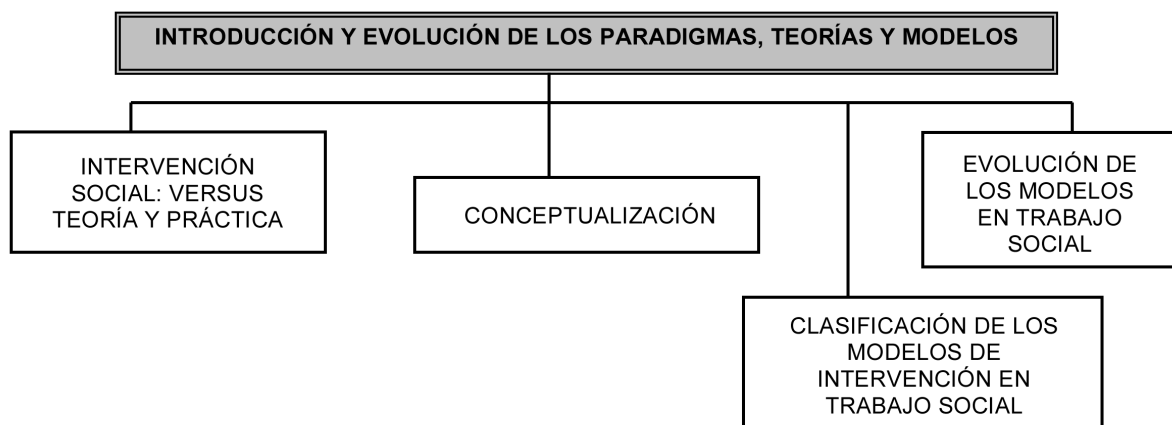 INTRODUCCIÓN Y EVOLUCIÓN DE LOS PARADIGMAS, TEORÍAS Y MODELOS
INTERVENCIÓN
SOCIAL: VERSUS
TEORÍA Y PRÁCTICA
CONCEPTUALIZACIÓN
EVOLUCIÓN DE
LOS MODELOS
EN TRABAJO
SOCIAL
CLASIFICACIÓN DE LOS
MODELOS DE
INTERVENCIÓN EN
TRABAJO SOCIAL